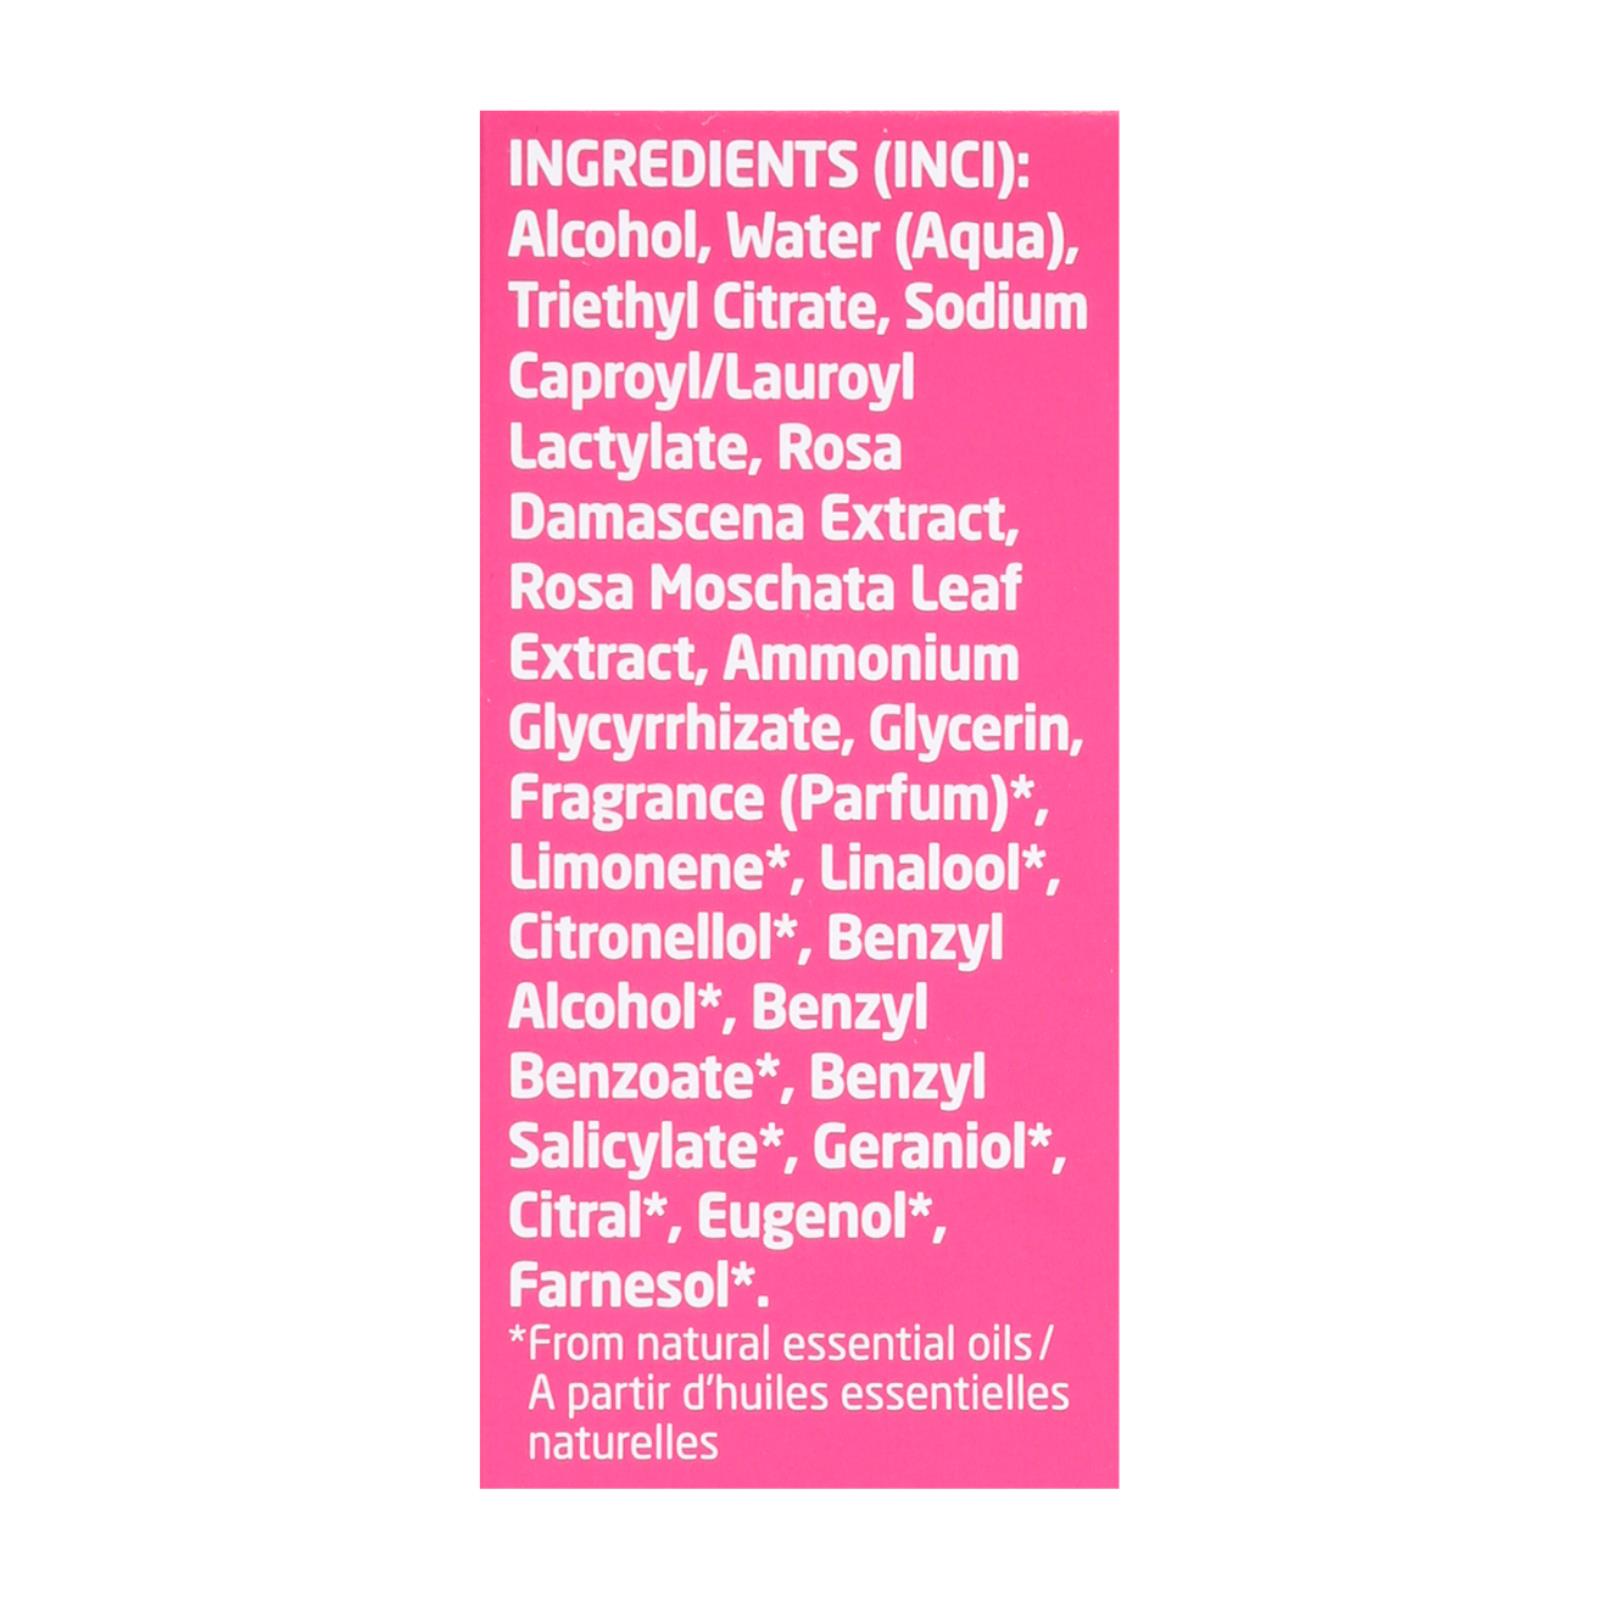 INGREDIENTS (INCI):
Alcohol, Water (Aqua),
Triethyl Citrate, Sodium
Caproyl/Lauroyl
Lactylate, Rosa
Damascena Extract,
Rosa Moschata Leaf
Extract, Ammonium
Glycyrrhizate, Glycerin,
Fragrance (Parfum)*,
Limonene*, Linalool*,
Citronellol*, Benzyl
Alcohol*, Benzyl
Benzoate*, Benzyl
Salicylate*, Geraniol*,
Citral*, Eugenol*,
Farnesol*.
*From natural essential oils/
A partir d'huiles essentielles
naturelles